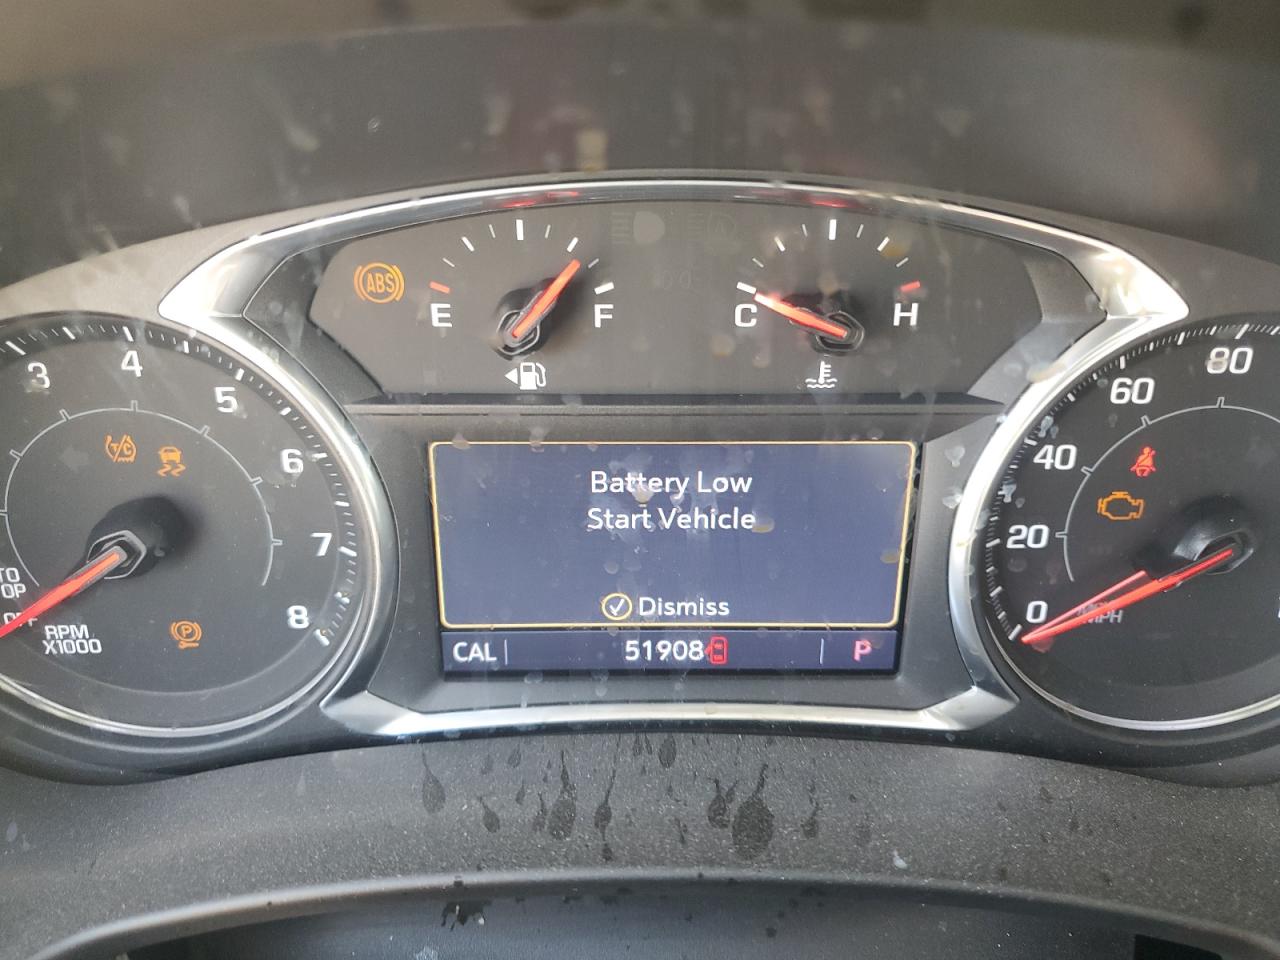 ABS
E F
C H
3 4 5 6 7 8
T/C
RPM
X1000
P
Battery Low
Start Vehicle
Dismiss
CAL 51908 P
0 20 40 60 80
MPH